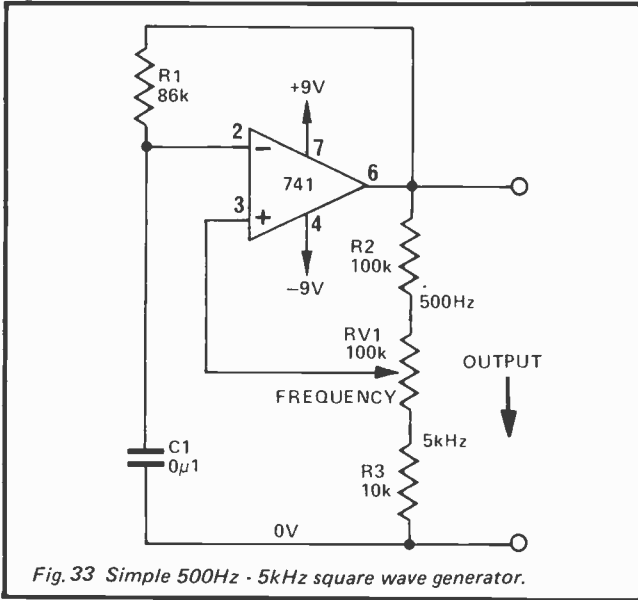 R1
86k
+9V
2
−
7
741
6
3
+
4
−9V
R2
100k
500Hz
RV1
100k
FREQUENCY
OUTPUT
5kHz
C1
0µ1
R3
10k
0V
Fig. 33 Simple 500Hz - 5kHz square wave generator.